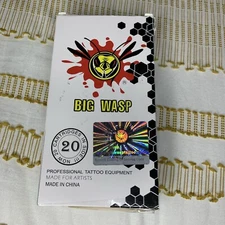 BIG WASP
20
PROFESSIONAL TATTOO EQUIPMENT
MADE FOR ARTISTS
MADE IN CHINA